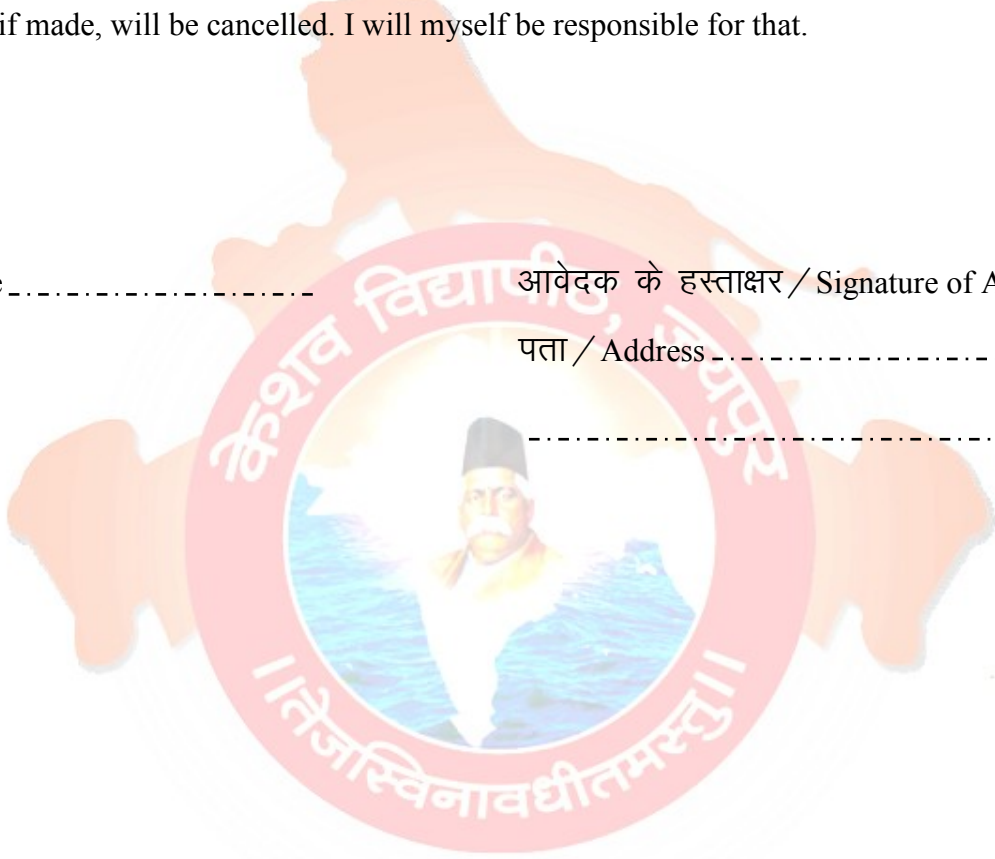 if made, will be cancelled. I will myself be responsible for that.
आवेदक के हस्ताक्षर / Signature of A
पता / Address
केशव विद्यापीठ, जयपुर
।।तेजस्विनावधीतमस्तु।।